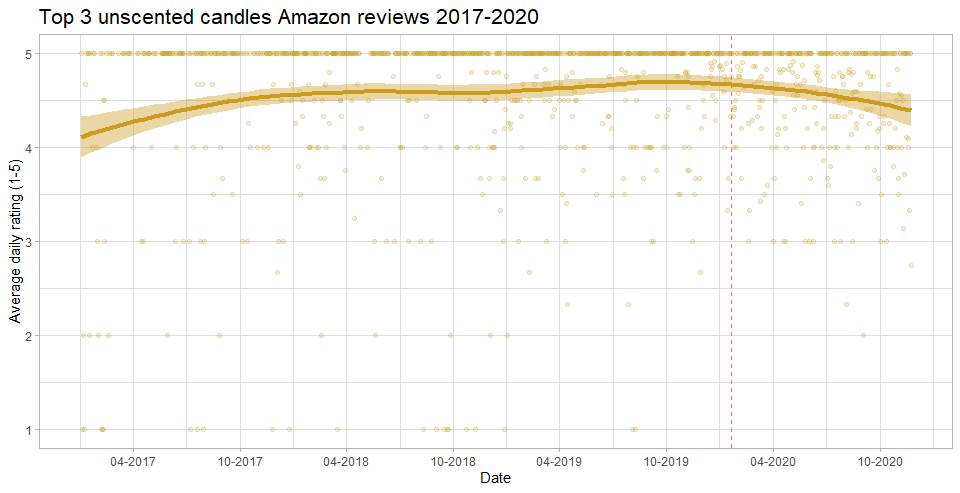 Top 3 unscented candles Amazon reviews 2017-2020
Average daily rating (1-5)
5
4
3
2
1
04-2017 10-2017 04-2018 10-2018 04-2019 10-2019 04-2020 10-2020
Date